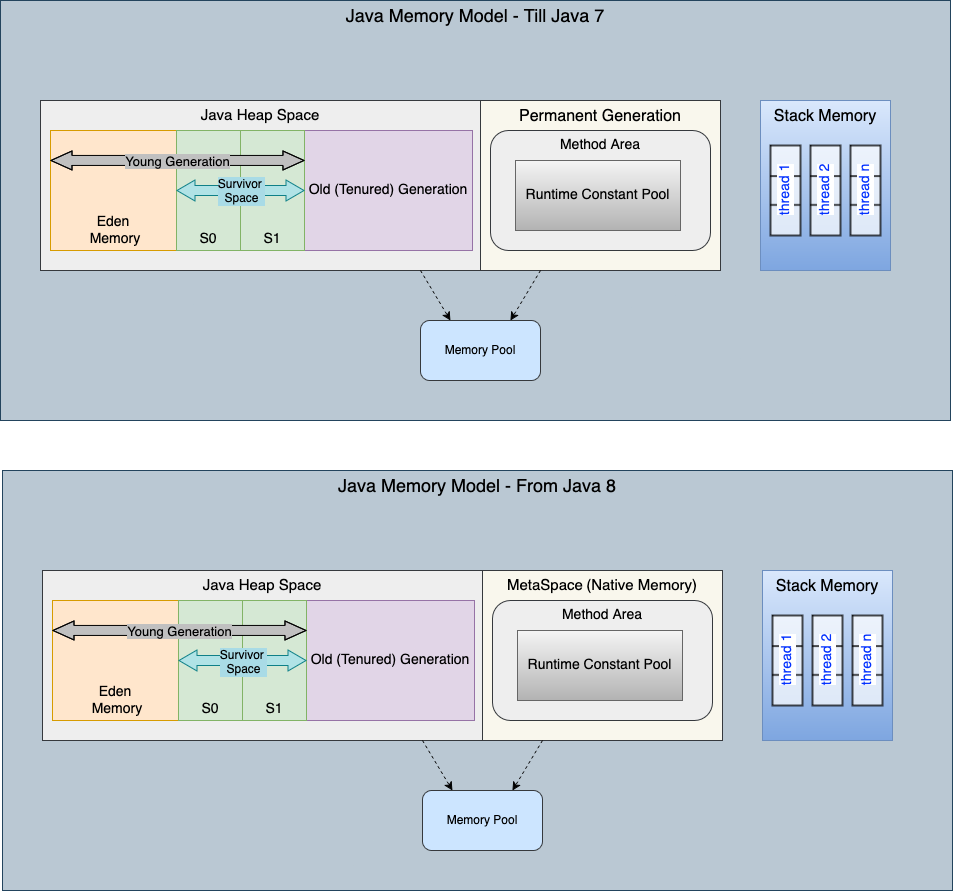 Java Memory Model - Till Java 7
Java Heap Space
Permanent Generation
Stack Memory
Young Generation
Survivor
Space
Eden
Memory
S0
S1
Old (Tenured) Generation
Method Area
Runtime Constant Pool
thread 1
thread 2
thread n
Memory Pool
Java Memory Model - From Java 8
Java Heap Space
MetaSpace (Native Memory)
Stack Memory
Young Generation
Survivor
Space
Eden
Memory
S0
S1
Old (Tenured) Generation
Method Area
Runtime Constant Pool
thread 1
thread 2
thread n
Memory Pool